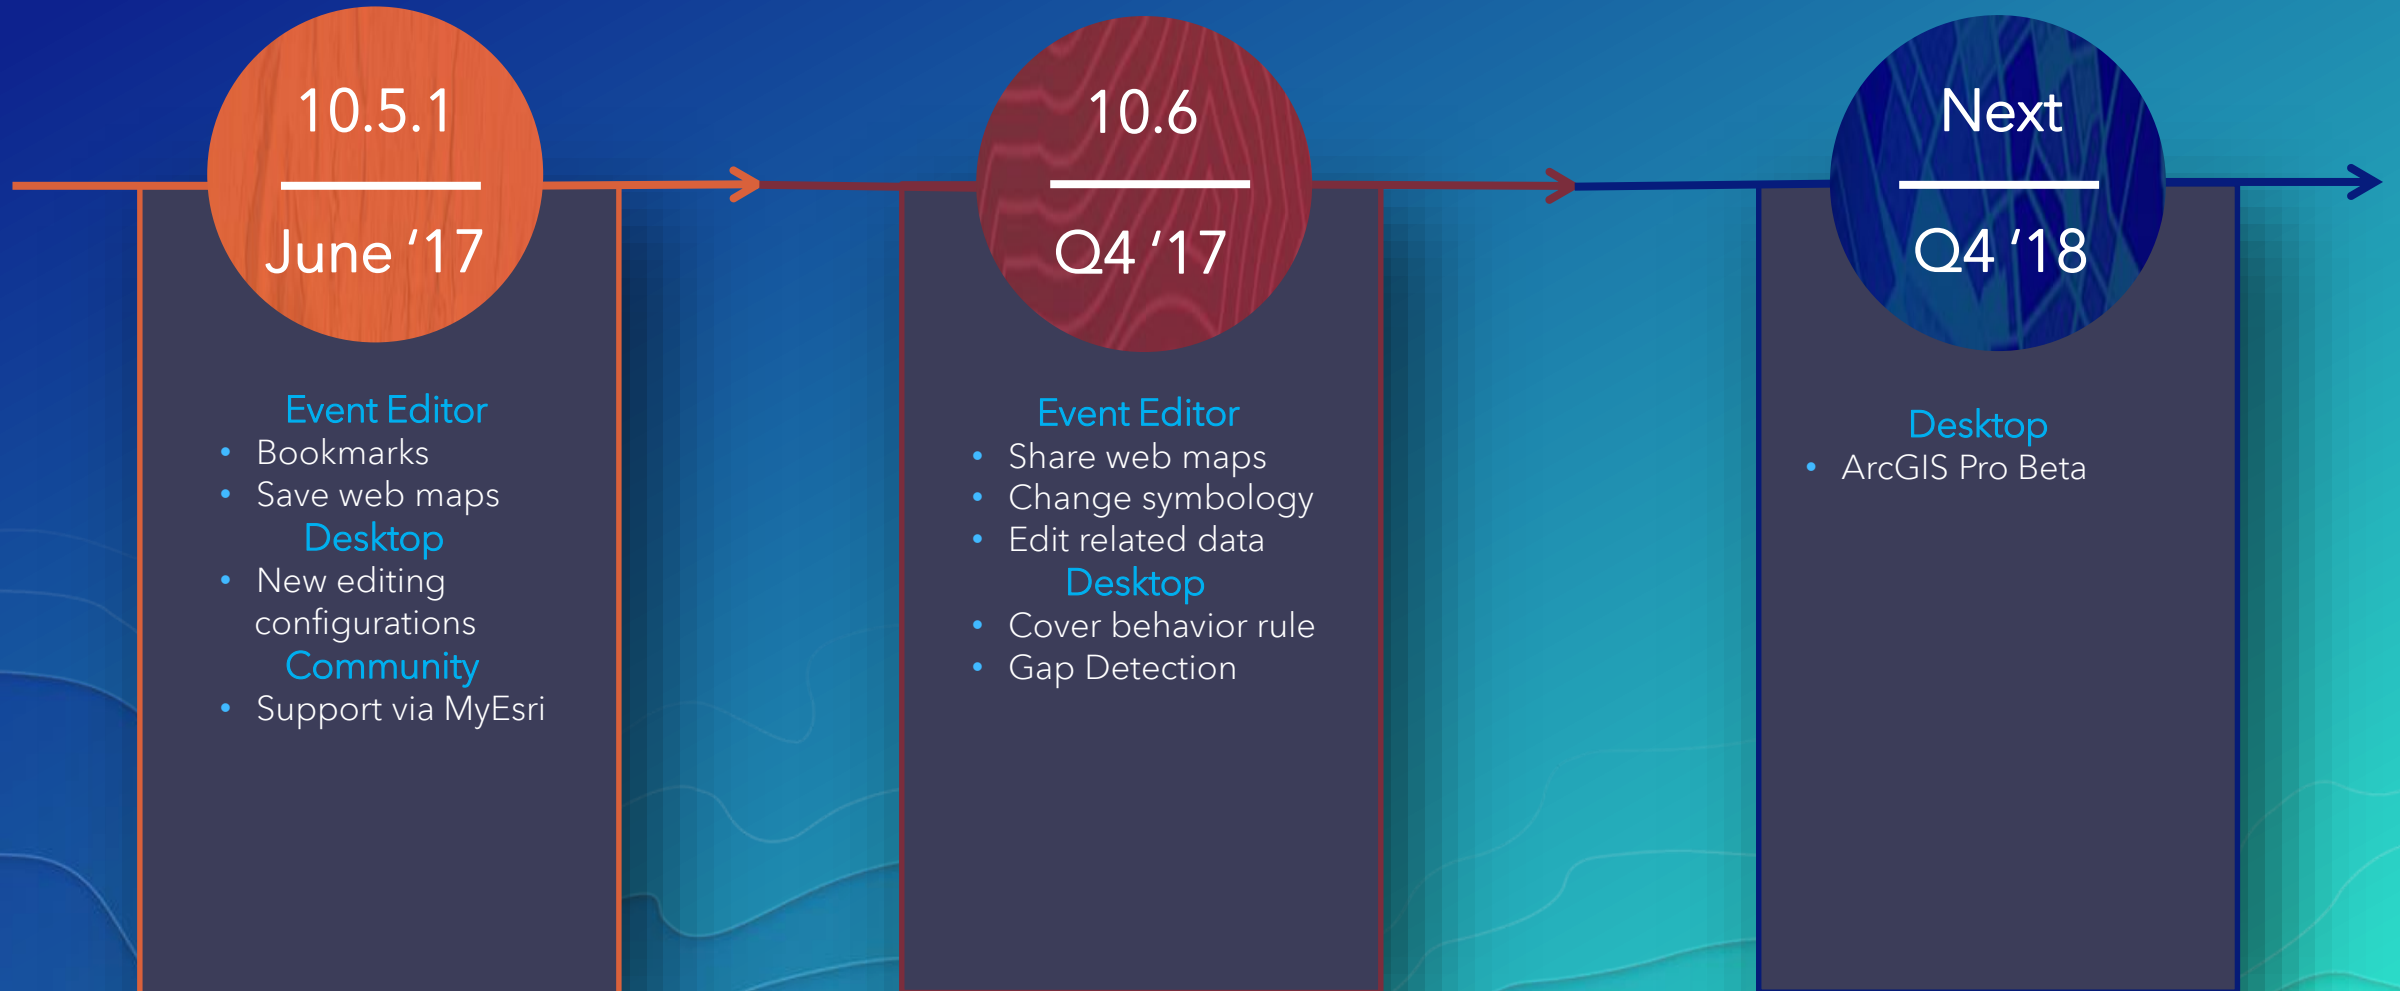 10.5.1
June ‘17
Event Editor
• Bookmarks
• Save web maps
Desktop
• New editing
configurations
Community
• Support via MyEsri
10.6
Q4 ‘17
Event Editor
• Share web maps
• Change symbology
• Edit related data
Desktop
• Cover behavior rule
• Gap Detection
Next
Q4 ‘18
Desktop
• ArcGIS Pro Beta